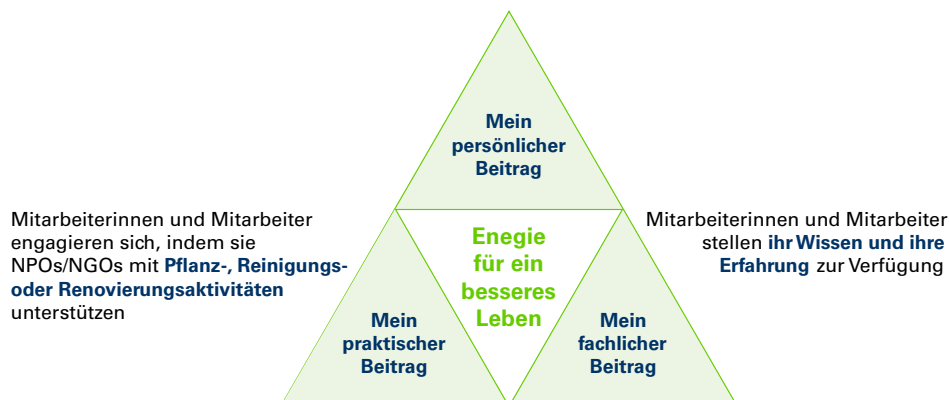 Mein
persönlicher
Beitrag
Mitarbeiterinnen und Mitarbeiter
engagieren sich, indem sie
NPOs/NGOs mit Pflanz-, Reinigungs-
oder Renovierungsaktivitäten
unterstützen
Enegie
für ein
besseres
Leben
Mitarbeiterinnen und Mitarbeiter
stellen ihr Wissen und ihre
Erfahrung zur Verfügung
Mein
praktischer
Beitrag
Mein
fachlicher
Beitrag